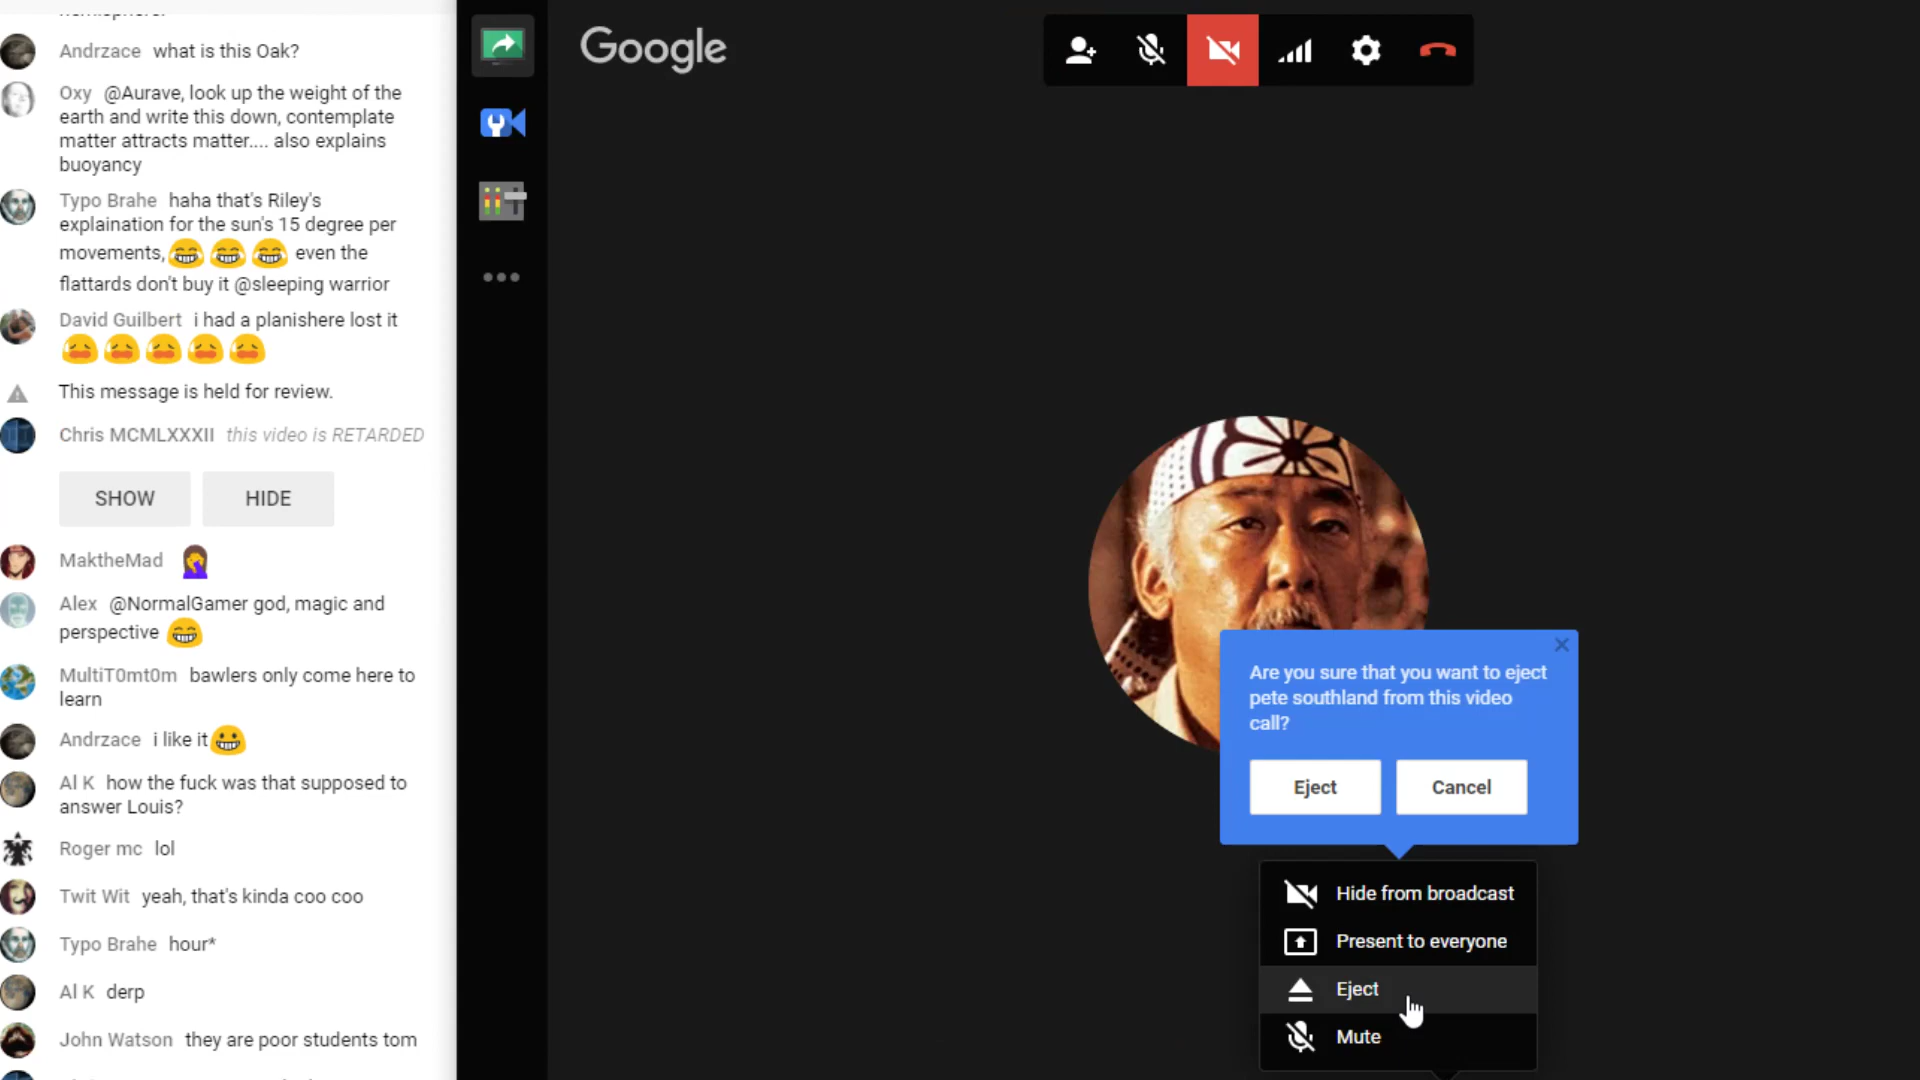 Andrzace what is this Oak?
Oxy @Aurave, look up the weight of the
earth and write this down, contemplate
matter attracts matter.... also explains
buoyancy
Typo Brahe haha that's Riley's
explaination for the sun's 15 degree per
movements, 😂 😂 😂 even the
flattards don't buy it @sleeping warrior
David Guilbert i had a planishere lost it
😩 😩 😩 😩 😩
This message is held for review.
Chris MCMLXXXII this video is RETARDED
SHOW HIDE
MaktheMad 🤦‍♀️
Alex @NormalGamer god, magic and
perspective 😁
MultiT0mt0m bawlers only come here to
learn
Andrzace i like it 😀
Al K how the fuck was that supposed to
answer Louis?
Roger mc lol
Twit Wit yeah, that's kinda coo coo
Typo Brahe hour*
Al K derp
John Watson they are poor students tom
Google
Are you sure that you want to eject
pete southland from this video
call?
Eject Cancel
Hide from broadcast
Present to everyone
Eject
Mute